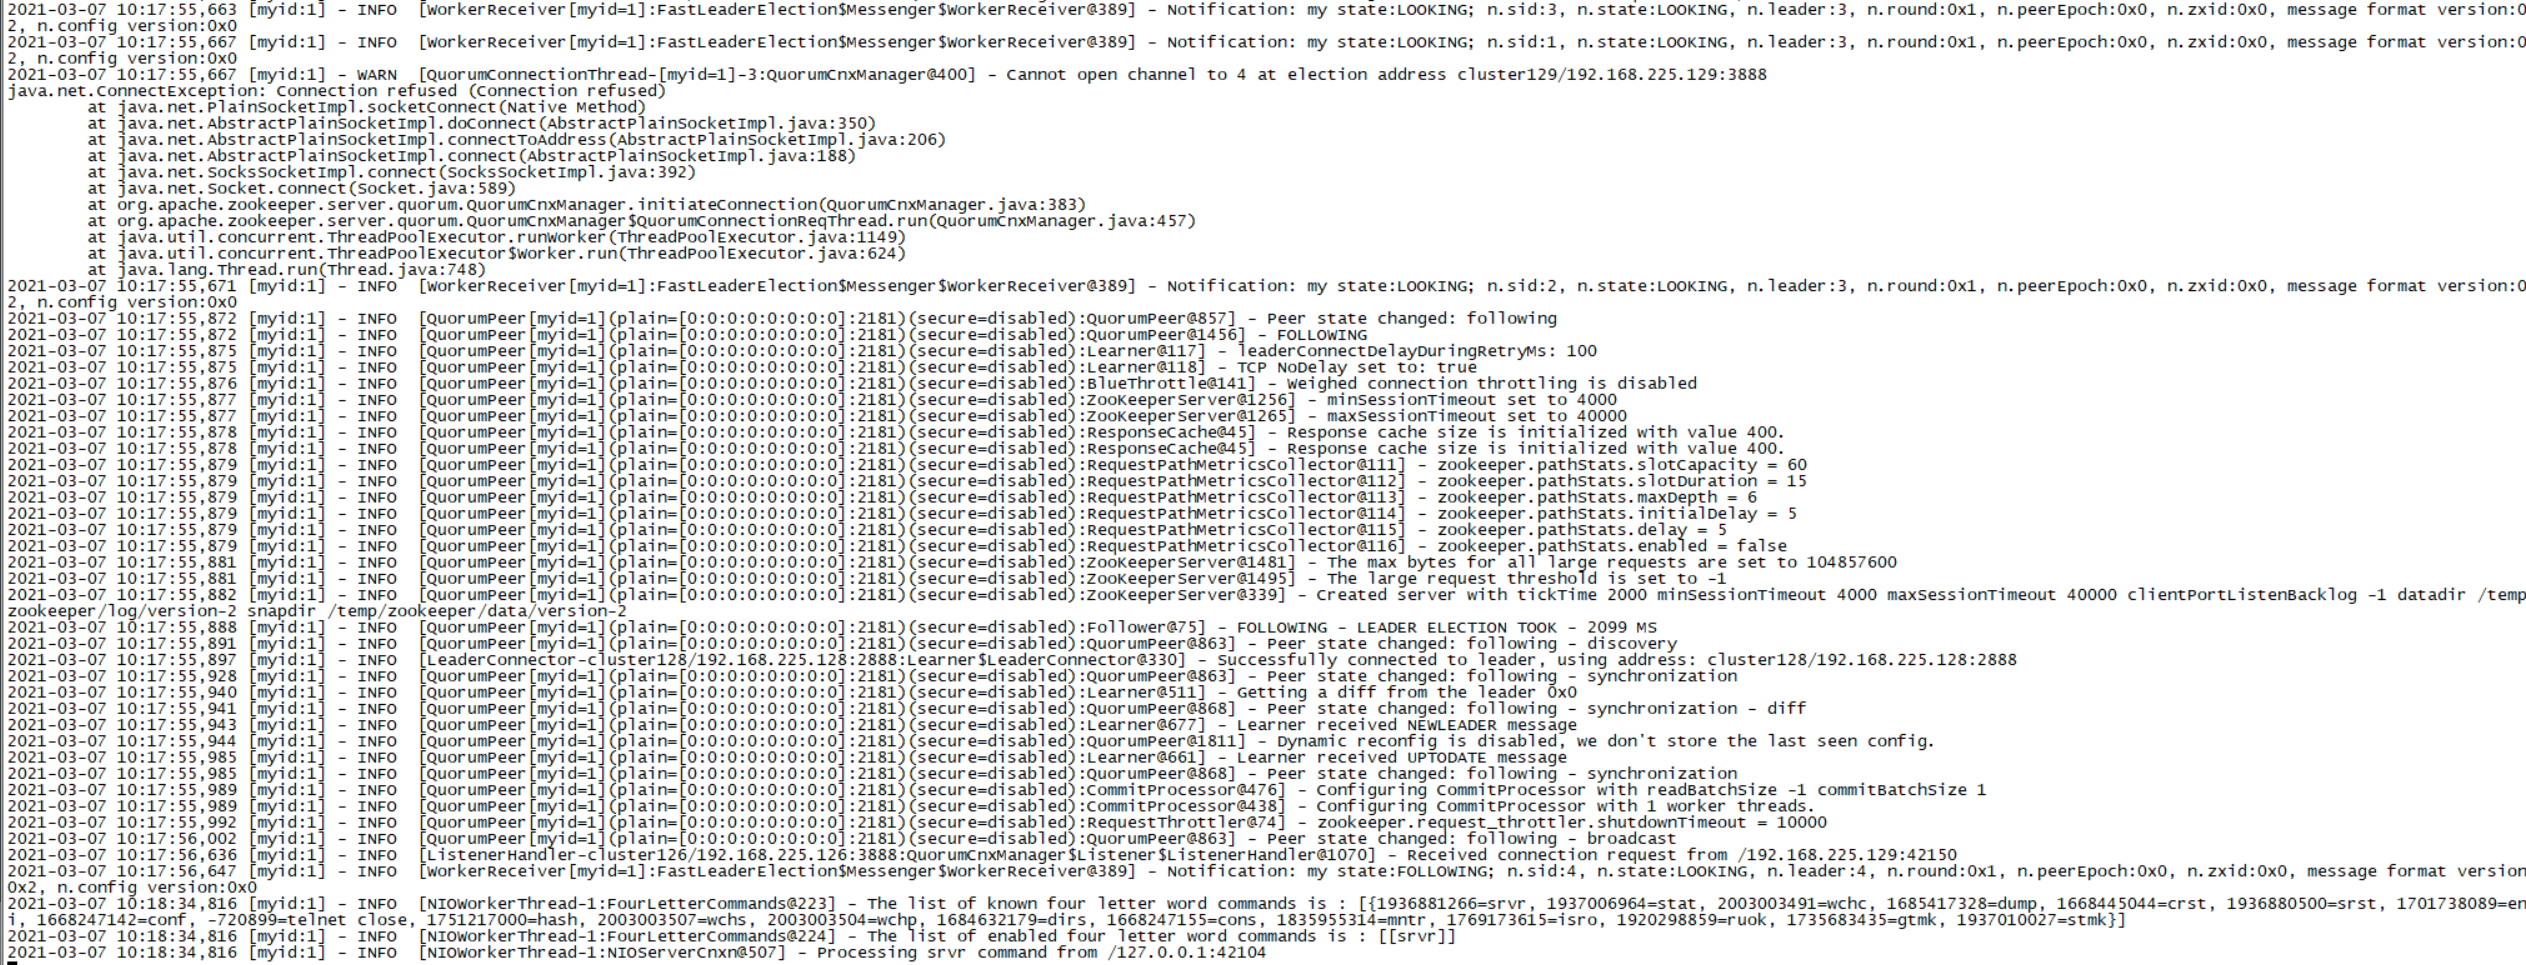 2021-03-07 10:17:55,663 [myid:1] - INFO  [WorkerReceiver[myid=1]:FastLeaderElection$Messenger$WorkerReceiver@389] - Notification: my state:LOOKING; n.sid:3, n.state:LOOKING, n.leader:3, n.round:0x1, n.peerEpoch:0x0, n.zxid:0x0, message format version:0
2, n.config version:0x0
2021-03-07 10:17:55,667 [myid:1] - INFO  [WorkerReceiver[myid=1]:FastLeaderElection$Messenger$WorkerReceiver@389] - Notification: my state:LOOKING; n.sid:1, n.state:LOOKING, n.leader:3, n.round:0x1, n.peerEpoch:0x0, n.zxid:0x0, message format version:0
2, n.config version:0x0
2021-03-07 10:17:55,667 [myid:1] - WARN  [QuorumConnectionThread-[myid=1]-3:QuorumCnxManager@400] - Cannot open channel to 4 at election address cluster129/192.168.225.129:3888
java.net.ConnectException: Connection refused (Connection refused)
at java.net.PlainSocketImpl.socketConnect(Native Method)
at java.net.AbstractPlainSocketImpl.doConnect(AbstractPlainSocketImpl.java:350)
at java.net.AbstractPlainSocketImpl.connectToAddress(AbstractPlainSocketImpl.java:206)
at java.net.AbstractPlainSocketImpl.connect(AbstractPlainSocketImpl.java:188)
at java.net.SocksSocketImpl.connect(SocksSocketImpl.java:392)
at java.net.Socket.connect(Socket.java:589)
at org.apache.zookeeper.server.quorum.QuorumCnxManager.initiateConnection(QuorumCnxManager.java:383)
at org.apache.zookeeper.server.quorum.QuorumCnxManager$QuorumConnectionReqThread.run(QuorumCnxManager.java:457)
at java.util.concurrent.ThreadPoolExecutor.runWorker(ThreadPoolExecutor.java:1149)
at java.util.concurrent.ThreadPoolExecutor$Worker.run(ThreadPoolExecutor.java:624)
at java.lang.Thread.run(Thread.java:748)
2021-03-07 10:17:55,671 [myid:1] - INFO  [WorkerReceiver[myid=1]:FastLeaderElection$Messenger$WorkerReceiver@389] - Notification: my state:LOOKING; n.sid:2, n.state:LOOKING, n.leader:3, n.round:0x1, n.peerEpoch:0x0, n.zxid:0x0, message format version:0
2, n.config version:0x0
2021-03-07 10:17:55,872 [myid:1] - INFO  [QuorumPeer[myid=1](plain=[0:0:0:0:0:0:0:0]:2181)(secure=disabled):QuorumPeer@857] - Peer state changed: following
2021-03-07 10:17:55,872 [myid:1] - INFO  [QuorumPeer[myid=1](plain=[0:0:0:0:0:0:0:0]:2181)(secure=disabled):QuorumPeer@1456] - FOLLOWING
2021-03-07 10:17:55,875 [myid:1] - INFO  [QuorumPeer[myid=1](plain=[0:0:0:0:0:0:0:0]:2181)(secure=disabled):Learner@117] - leaderConnectDelayDuringRetryMs: 100
2021-03-07 10:17:55,875 [myid:1] - INFO  [QuorumPeer[myid=1](plain=[0:0:0:0:0:0:0:0]:2181)(secure=disabled):Learner@118] - TCP NoDelay set to: true
2021-03-07 10:17:55,876 [myid:1] - INFO  [QuorumPeer[myid=1](plain=[0:0:0:0:0:0:0:0]:2181)(secure=disabled):BlueThrottle@141] - Weighed connection throttling is disabled
2021-03-07 10:17:55,877 [myid:1] - INFO  [QuorumPeer[myid=1](plain=[0:0:0:0:0:0:0:0]:2181)(secure=disabled):ZooKeeperServer@1256] - minSessionTimeout set to 4000
2021-03-07 10:17:55,877 [myid:1] - INFO  [QuorumPeer[myid=1](plain=[0:0:0:0:0:0:0:0]:2181)(secure=disabled):ZooKeeperServer@1265] - maxSessionTimeout set to 40000
2021-03-07 10:17:55,878 [myid:1] - INFO  [QuorumPeer[myid=1](plain=[0:0:0:0:0:0:0:0]:2181)(secure=disabled):ResponseCache@45] - Response cache size is initialized with value 400.
2021-03-07 10:17:55,878 [myid:1] - INFO  [QuorumPeer[myid=1](plain=[0:0:0:0:0:0:0:0]:2181)(secure=disabled):ResponseCache@45] - Response cache size is initialized with value 400.
2021-03-07 10:17:55,879 [myid:1] - INFO  [QuorumPeer[myid=1](plain=[0:0:0:0:0:0:0:0]:2181)(secure=disabled):RequestPathMetricsCollector@111] - zookeeper.pathStats.slotCapacity = 60
2021-03-07 10:17:55,879 [myid:1] - INFO  [QuorumPeer[myid=1](plain=[0:0:0:0:0:0:0:0]:2181)(secure=disabled):RequestPathMetricsCollector@112] - zookeeper.pathStats.slotDuration = 15
2021-03-07 10:17:55,879 [myid:1] - INFO  [QuorumPeer[myid=1](plain=[0:0:0:0:0:0:0:0]:2181)(secure=disabled):RequestPathMetricsCollector@113] - zookeeper.pathStats.maxDepth = 6
2021-03-07 10:17:55,879 [myid:1] - INFO  [QuorumPeer[myid=1](plain=[0:0:0:0:0:0:0:0]:2181)(secure=disabled):RequestPathMetricsCollector@114] - zookeeper.pathStats.initialDelay = 5
2021-03-07 10:17:55,879 [myid:1] - INFO  [QuorumPeer[myid=1](plain=[0:0:0:0:0:0:0:0]:2181)(secure=disabled):RequestPathMetricsCollector@115] - zookeeper.pathStats.delay = 5
2021-03-07 10:17:55,879 [myid:1] - INFO  [QuorumPeer[myid=1](plain=[0:0:0:0:0:0:0:0]:2181)(secure=disabled):RequestPathMetricsCollector@116] - zookeeper.pathStats.enabled = false
2021-03-07 10:17:55,881 [myid:1] - INFO  [QuorumPeer[myid=1](plain=[0:0:0:0:0:0:0:0]:2181)(secure=disabled):ZooKeeperServer@1481] - The max bytes for all large requests are set to 104857600
2021-03-07 10:17:55,881 [myid:1] - INFO  [QuorumPeer[myid=1](plain=[0:0:0:0:0:0:0:0]:2181)(secure=disabled):ZooKeeperServer@1495] - The large request threshold is set to -1
2021-03-07 10:17:55,882 [myid:1] - INFO  [QuorumPeer[myid=1](plain=[0:0:0:0:0:0:0:0]:2181)(secure=disabled):ZooKeeperServer@339] - Created server with tickTime 2000 minSessionTimeout 4000 maxSessionTimeout 40000 clientPortListenBacklog -1 datadir /temp
zookeeper/log/version-2 snapdir /temp/zookeeper/data/version-2
2021-03-07 10:17:55,888 [myid:1] - INFO  [QuorumPeer[myid=1](plain=[0:0:0:0:0:0:0:0]:2181)(secure=disabled):Follower@75] - FOLLOWING - LEADER ELECTION TOOK - 2099 MS
2021-03-07 10:17:55,891 [myid:1] - INFO  [QuorumPeer[myid=1](plain=[0:0:0:0:0:0:0:0]:2181)(secure=disabled):QuorumPeer@863] - Peer state changed: following - discovery
2021-03-07 10:17:55,897 [myid:1] - INFO  [LeaderConnector-cluster128/192.168.225.128:2888:Learner$LeaderConnector@330] - Successfully connected to leader, using address: cluster128/192.168.225.128:2888
2021-03-07 10:17:55,928 [myid:1] - INFO  [QuorumPeer[myid=1](plain=[0:0:0:0:0:0:0:0]:2181)(secure=disabled):QuorumPeer@863] - Peer state changed: following - synchronization
2021-03-07 10:17:55,940 [myid:1] - INFO  [QuorumPeer[myid=1](plain=[0:0:0:0:0:0:0:0]:2181)(secure=disabled):Learner@511] - Getting a diff from the leader 0x0
2021-03-07 10:17:55,941 [myid:1] - INFO  [QuorumPeer[myid=1](plain=[0:0:0:0:0:0:0:0]:2181)(secure=disabled):QuorumPeer@868] - Peer state changed: following - synchronization - diff
2021-03-07 10:17:55,943 [myid:1] - INFO  [QuorumPeer[myid=1](plain=[0:0:0:0:0:0:0:0]:2181)(secure=disabled):Learner@677] - Learner received NEWLEADER message
2021-03-07 10:17:55,944 [myid:1] - INFO  [QuorumPeer[myid=1](plain=[0:0:0:0:0:0:0:0]:2181)(secure=disabled):QuorumPeer@1811] - Dynamic reconfig is disabled, we don't store the last seen config.
2021-03-07 10:17:55,985 [myid:1] - INFO  [QuorumPeer[myid=1](plain=[0:0:0:0:0:0:0:0]:2181)(secure=disabled):Learner@661] - Learner received UPTODATE message
2021-03-07 10:17:55,985 [myid:1] - INFO  [QuorumPeer[myid=1](plain=[0:0:0:0:0:0:0:0]:2181)(secure=disabled):QuorumPeer@868] - Peer state changed: following - synchronization
2021-03-07 10:17:55,989 [myid:1] - INFO  [QuorumPeer[myid=1](plain=[0:0:0:0:0:0:0:0]:2181)(secure=disabled):CommitProcessor@476] - Configuring CommitProcessor with readBatchSize -1 commitBatchSize 1
2021-03-07 10:17:55,989 [myid:1] - INFO  [QuorumPeer[myid=1](plain=[0:0:0:0:0:0:0:0]:2181)(secure=disabled):CommitProcessor@438] - Configuring CommitProcessor with 1 worker threads.
2021-03-07 10:17:55,992 [myid:1] - INFO  [QuorumPeer[myid=1](plain=[0:0:0:0:0:0:0:0]:2181)(secure=disabled):RequestThrottler@74] - zookeeper.request_throttler.shutdownTimeout = 10000
2021-03-07 10:17:56,002 [myid:1] - INFO  [QuorumPeer[myid=1](plain=[0:0:0:0:0:0:0:0]:2181)(secure=disabled):QuorumPeer@863] - Peer state changed: following - broadcast
2021-03-07 10:17:56,636 [myid:1] - INFO  [ListenerHandler-cluster126/192.168.225.126:3888:QuorumCnxManager$Listener$ListenerHandler@1070] - Received connection request from /192.168.225.129:42150
2021-03-07 10:17:56,647 [myid:1] - INFO  [WorkerReceiver[myid=1]:FastLeaderElection$Messenger$WorkerReceiver@389] - Notification: my state:FOLLOWING; n.sid:4, n.state:LOOKING, n.leader:4, n.round:0x1, n.peerEpoch:0x0, n.zxid:0x0, message format version
0x2, n.config version:0x0
2021-03-07 10:18:34,816 [myid:1] - INFO  [NIOWorkerThread-1:FourLetterCommands@223] - The list of known four letter word commands is : [{1936881266=srvr, 1937006964=stat, 2003003491=wchc, 1685417328=dump, 1668445044=crst, 1936880500=srst, 1701738089=en
i, 1668247142=conf, -720899=telnet close, 1751217000=hash, 2003003507=wchs, 2003003504=wchp, 1684632179=dirs, 1668247155=cons, 1835955314=mntr, 1769173615=isro, 1920298859=ruok, 1735683435=gtmk, 1937010027=stmk}]
2021-03-07 10:18:34,816 [myid:1] - INFO  [NIOWorkerThread-1:FourLetterCommands@224] - The list of enabled four letter word commands is : [[srvr]]
2021-03-07 10:18:34,816 [myid:1] - INFO  [NIOWorkerThread-1:NIOServerCnxn@507] - Processing srvr command from /127.0.0.1:42104